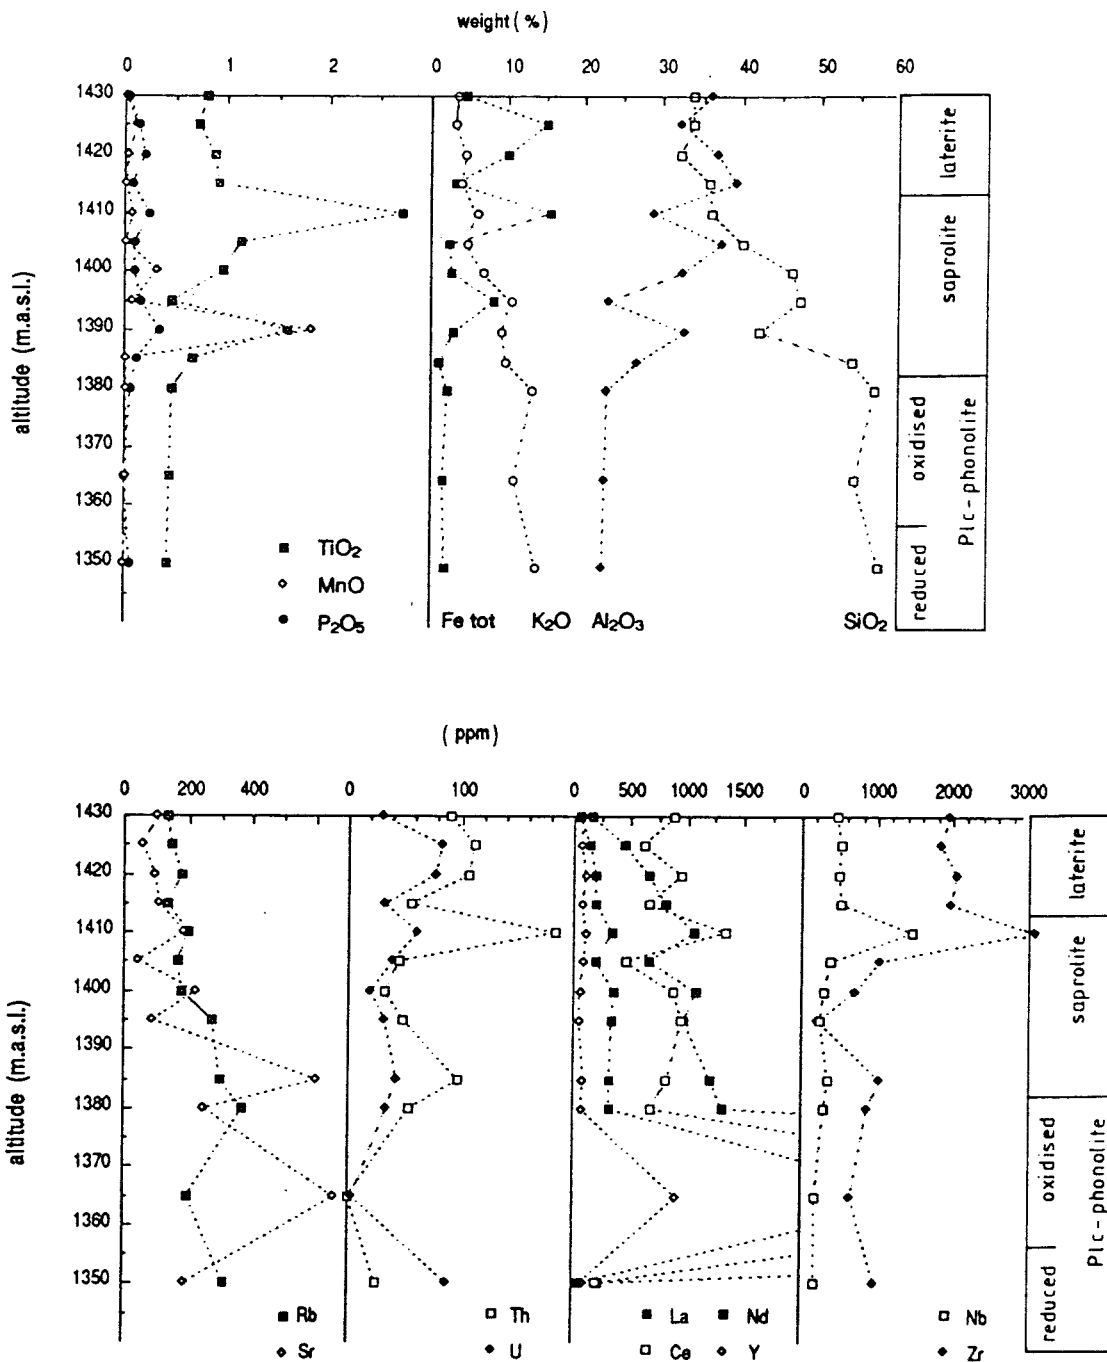 weight ( % )
0 1 2 0 10 20 30 40 50 60
1430
1420
1410
1400
1390
1380
1370
1360
1350
altitude (m.a.s.l.)
laterite
saprolite
oxidised
reduced
Plc-phonolite
TiO₂
MnO
P₂O₅
Fe tot K₂O Al₂O₃ SiO₂
( ppm )
0 200 400 0 100 0 500 1000 1500 0 1000 2000 3000
1430
1420
1410
1400
1390
1380
1370
1360
1350
altitude (m.a.s.l.)
laterite
saprolite
oxidised
reduced
Plc-phonolite
Rb Th La Nd Nb
Sr U Ce Y Zr